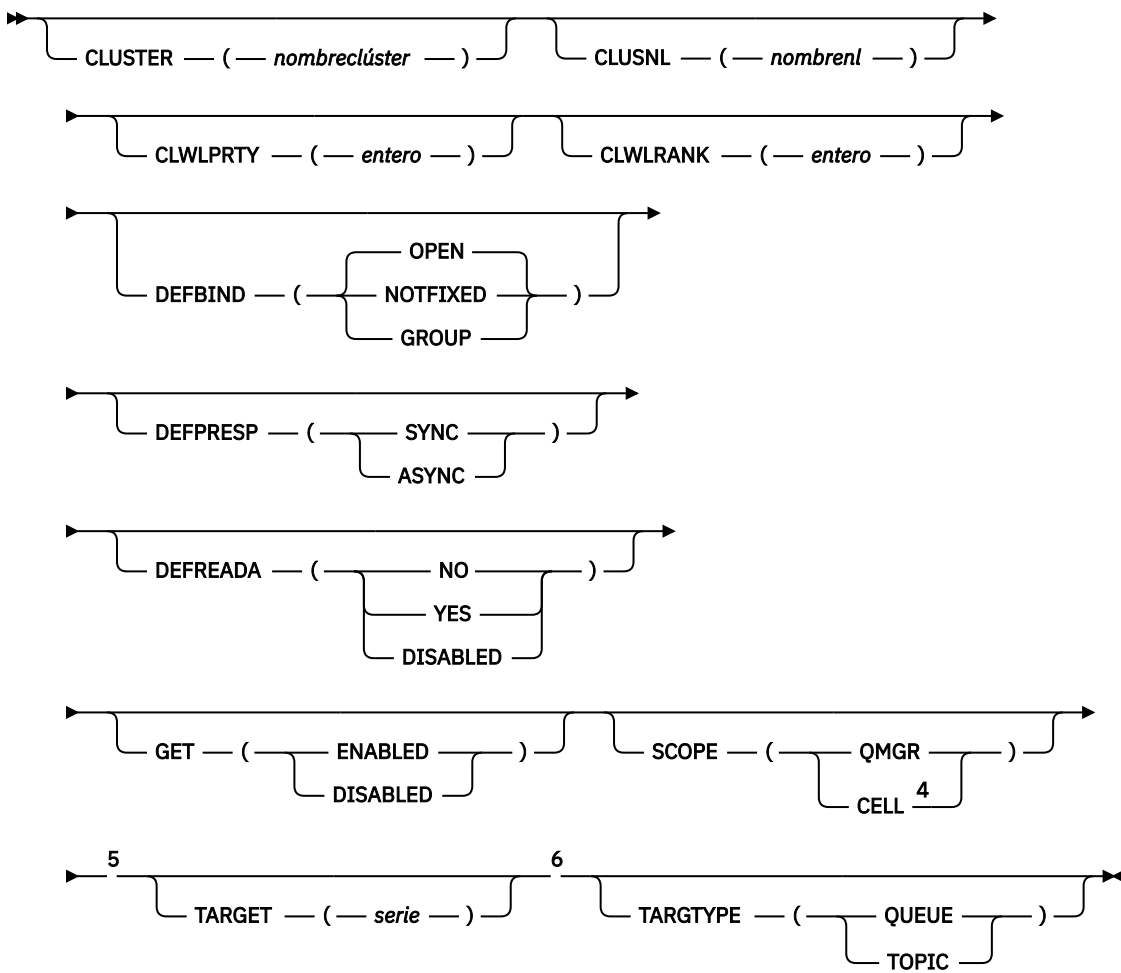 CLUSTER ( nombreclúster ) CLUSNL ( nombrenl )
CLWLPRTY ( entero ) CLWLRANK ( entero )
OPEN
DEFBIND ( NOTFIXED )
GROUP
DEFPRESP ( SYNC )
ASYNC
DEFREADA ( NO )
YES
DISABLED
GET ( ENABLED ) SCOPE ( QMGR )
DISABLED CELL 4
5 6
TARGET ( serie ) TARGTYPE ( QUEUE )
TOPIC